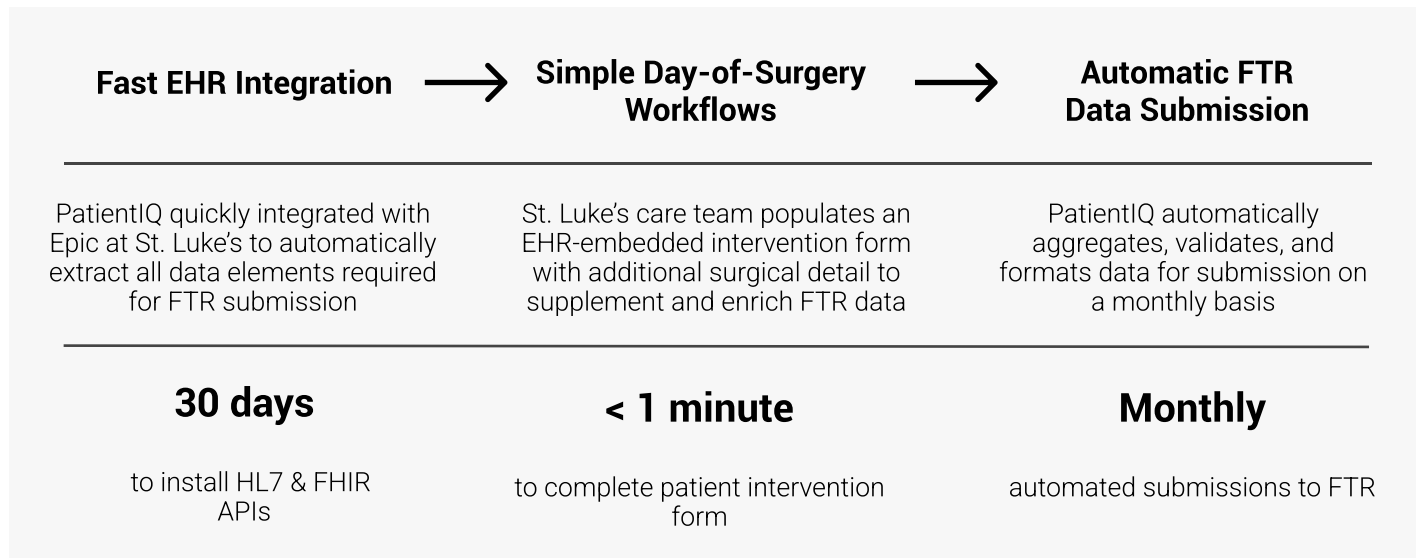 Fast EHR Integration
Simple Day-of-Surgery
Workflows
Automatic FTR
Data Submission
PatientIQ quickly integrated with
Epic at St. Luke’s to automatically
extract all data elements required
for FTR submission
St. Luke’s care team populates an
EHR-embedded intervention form
with additional surgical detail to
supplement and enrich FTR data
PatientIQ automatically
aggregates, validates, and
formats data for submission on
a monthly basis
30 days
to install HL7 & FHIR
APIs
< 1 minute
to complete patient intervention
form
Monthly
automated submissions to FTR